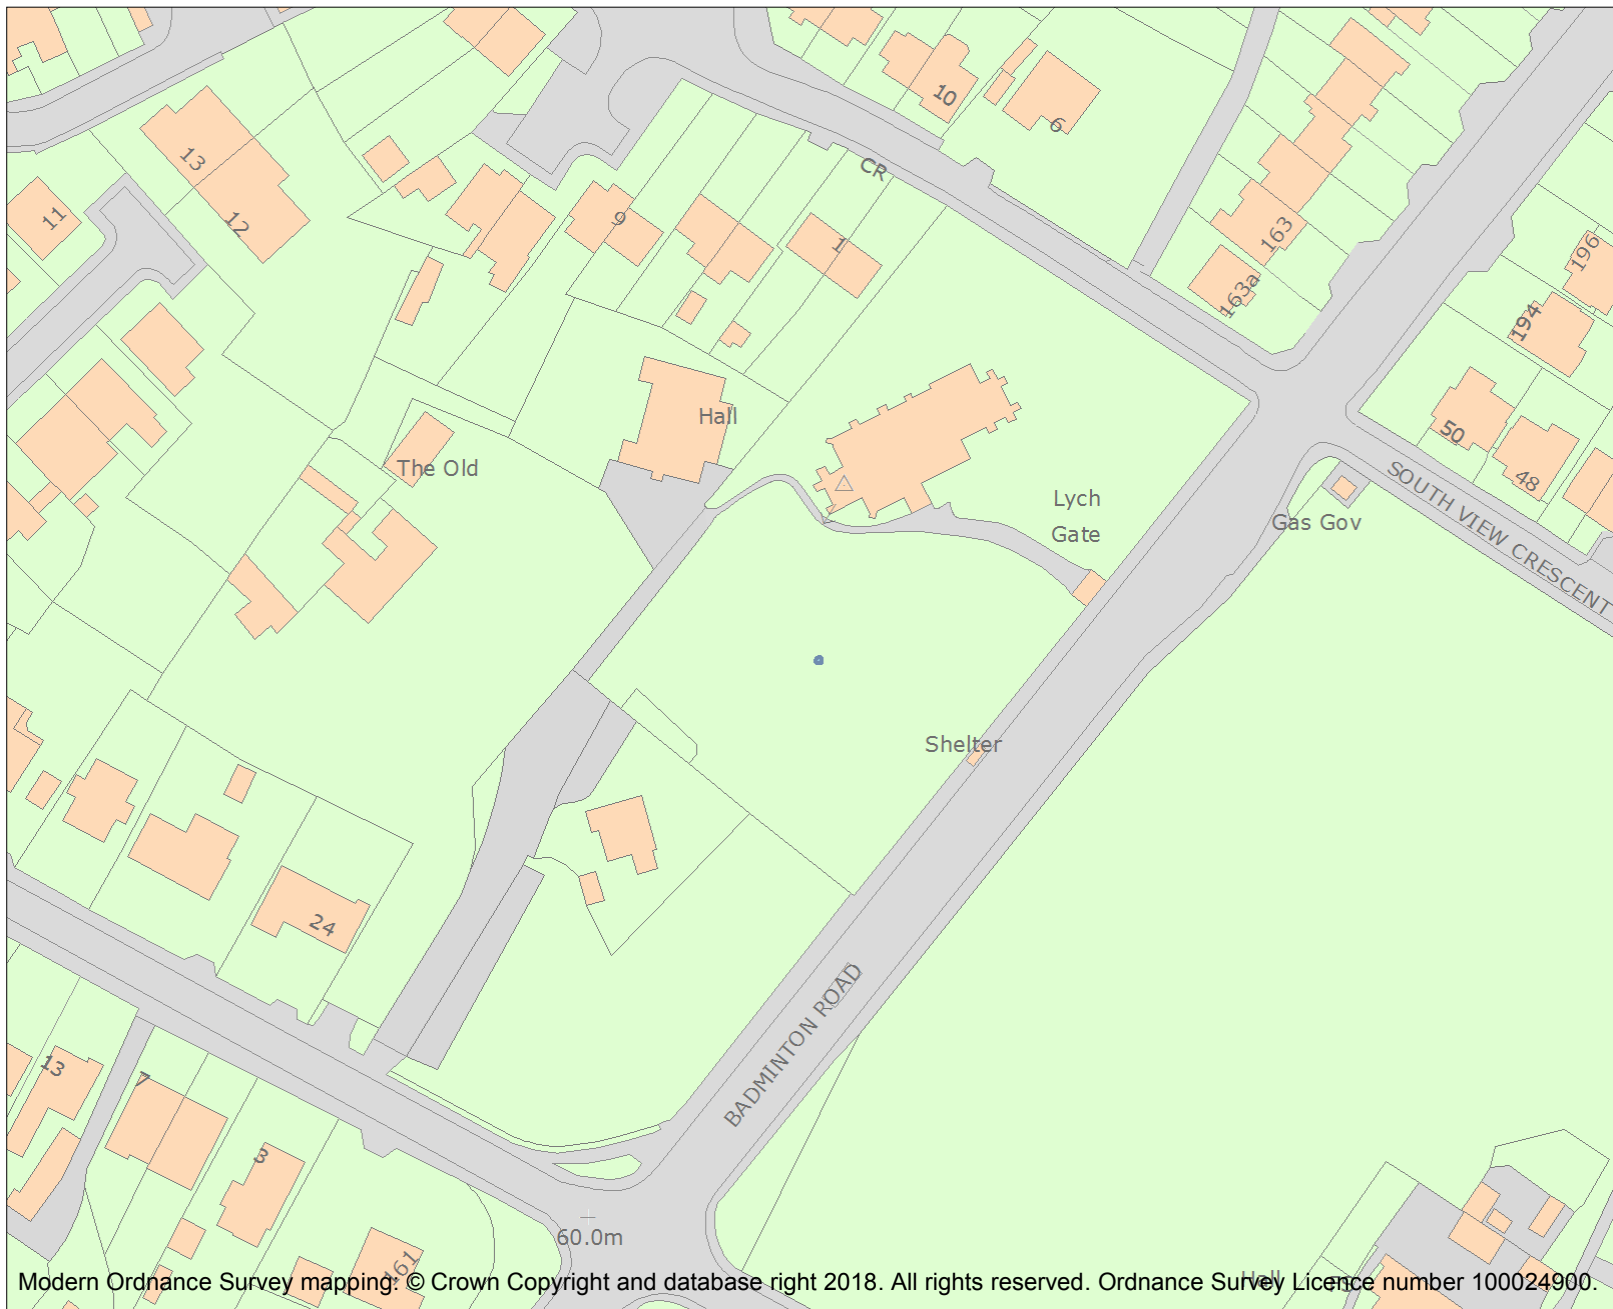 10
6
CR
13
12
11
9
1
163
163a
196
194
50
48
SOUTH VIEW CRESCENT
Hall
The Old
Lych
Gate
Gas Gov
Shelter
24
BADMINTON ROAD
13
7
3
161
60.0m
Hall
Modern Ordnance Survey mapping: © Crown Copyright and database right 2018. All rights reserved. Ordnance Survey Licence number 100024900.